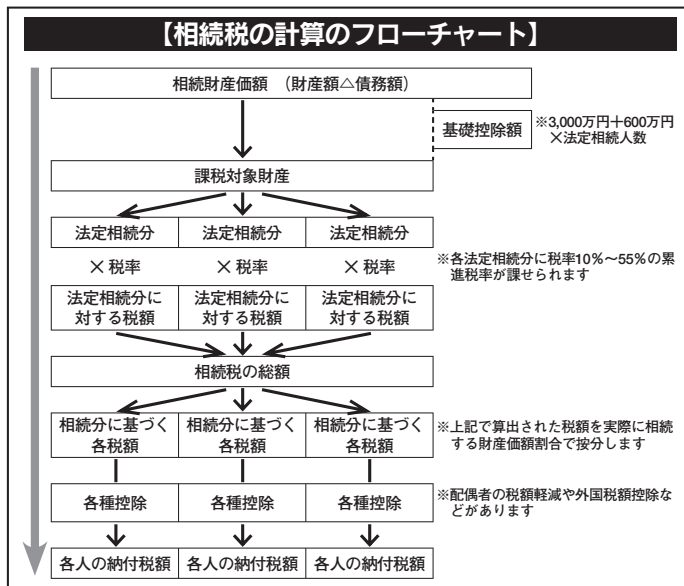 【相続税の計算のフローチャート】
相続財産価額　（財産額△債務額）
基礎控除額
※3,000万円＋600万円
×法定相続人数
課税対象財産
法定相続分　法定相続分　法定相続分
×税率　×税率　×税率
※各法定相続分に税率10％～55％の累
進税率が課せられます
法定相続分に　法定相続分に　法定相続分に
対する税額　対する税額　対する税額
相続税の総額
相続分に基づく　相続分に基づく　相続分に基づく
各税額　各税額　各税額
※上記で算出された税額を実際に相続
する財産価額割合で按分します
各種控除　各種控除　各種控除
※配偶者の税額軽減や外国税額控除な
どがあります
各人の納付税額　各人の納付税額　各人の納付税額